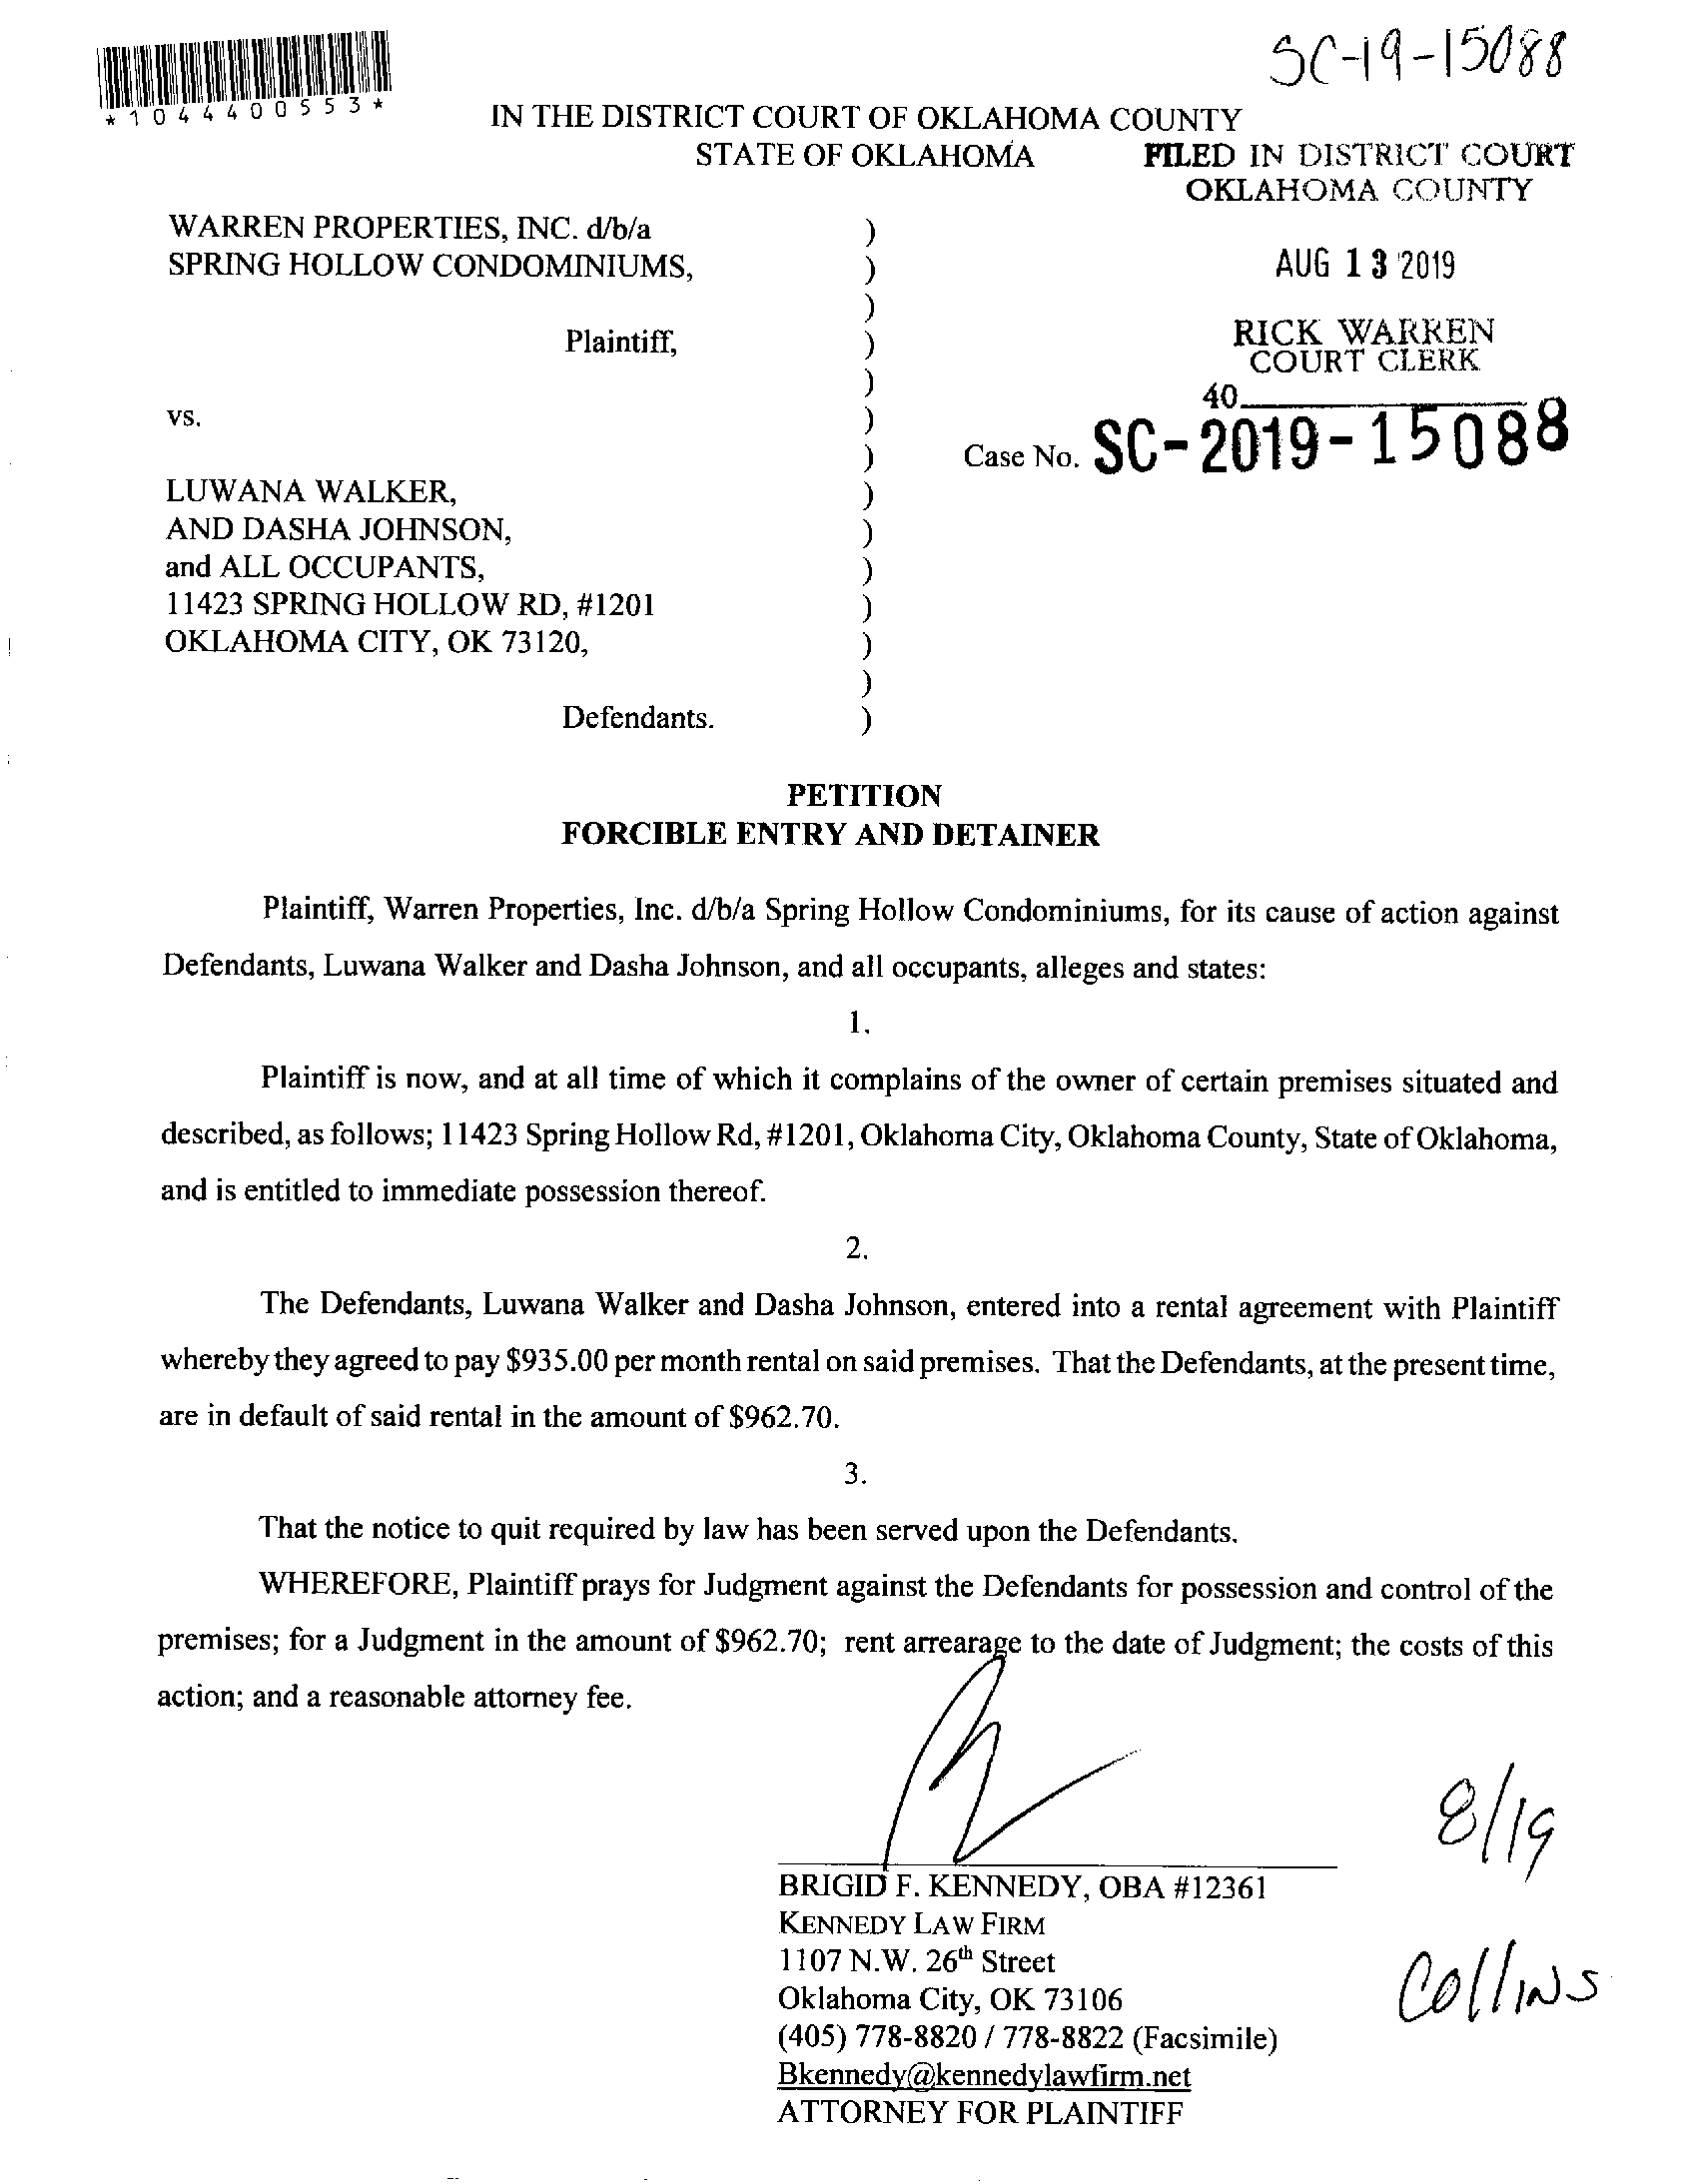 SC-19-15088
*1044400553*
IN THE DISTRICT COURT OF OKLAHOMA COUNTY
STATE OF OKLAHOMA
FILED IN DISTRICT COURT
OKLAHOMA COUNTY
WARREN PROPERTIES, INC. d/b/a )
SPRING HOLLOW CONDOMINIUMS, )
AUG 13 2019
)
Plaintiff, )
RICK WARREN
COURT CLERK
)
40
vs. )
) Case No. SC-2019-15088
LUWANA WALKER, )
AND DASHA JOHNSON, )
and ALL OCCUPANTS, )
11423 SPRING HOLLOW RD, #1201 )
OKLAHOMA CITY, OK 73120, )
)
Defendants. )
PETITION
FORCIBLE ENTRY AND DETAINER
Plaintiff, Warren Properties, Inc. d/b/a Spring Hollow Condominiums, for its cause of action against
Defendants, Luwana Walker and Dasha Johnson, and all occupants, alleges and states:
1.
Plaintiff is now, and at all time of which it complains of the owner of certain premises situated and
described, as follows; 11423 Spring Hollow Rd, #1201, Oklahoma City, Oklahoma County, State of Oklahoma,
and is entitled to immediate possession thereof.
2.
The Defendants, Luwana Walker and Dasha Johnson, entered into a rental agreement with Plaintiff
whereby they agreed to pay $935.00 per month rental on said premises. That the Defendants, at the present time,
are in default of said rental in the amount of $962.70.
3.
That the notice to quit required by law has been served upon the Defendants.
WHEREFORE, Plaintiff prays for Judgment against the Defendants for possession and control of the
premises; for a Judgment in the amount of $962.70; rent arrearage to the date of Judgment; the costs of this
action; and a reasonable attorney fee.
8/19
BRIGID F. KENNEDY, OBA #12361
KENNEDY LAW FIRM
1107 N.W. 26th Street
Collins
Oklahoma City, OK 73106
(405) 778-8820 / 778-8822 (Facsimile)
Bkennedy@kennedylawfirm.net
ATTORNEY FOR PLAINTIFF